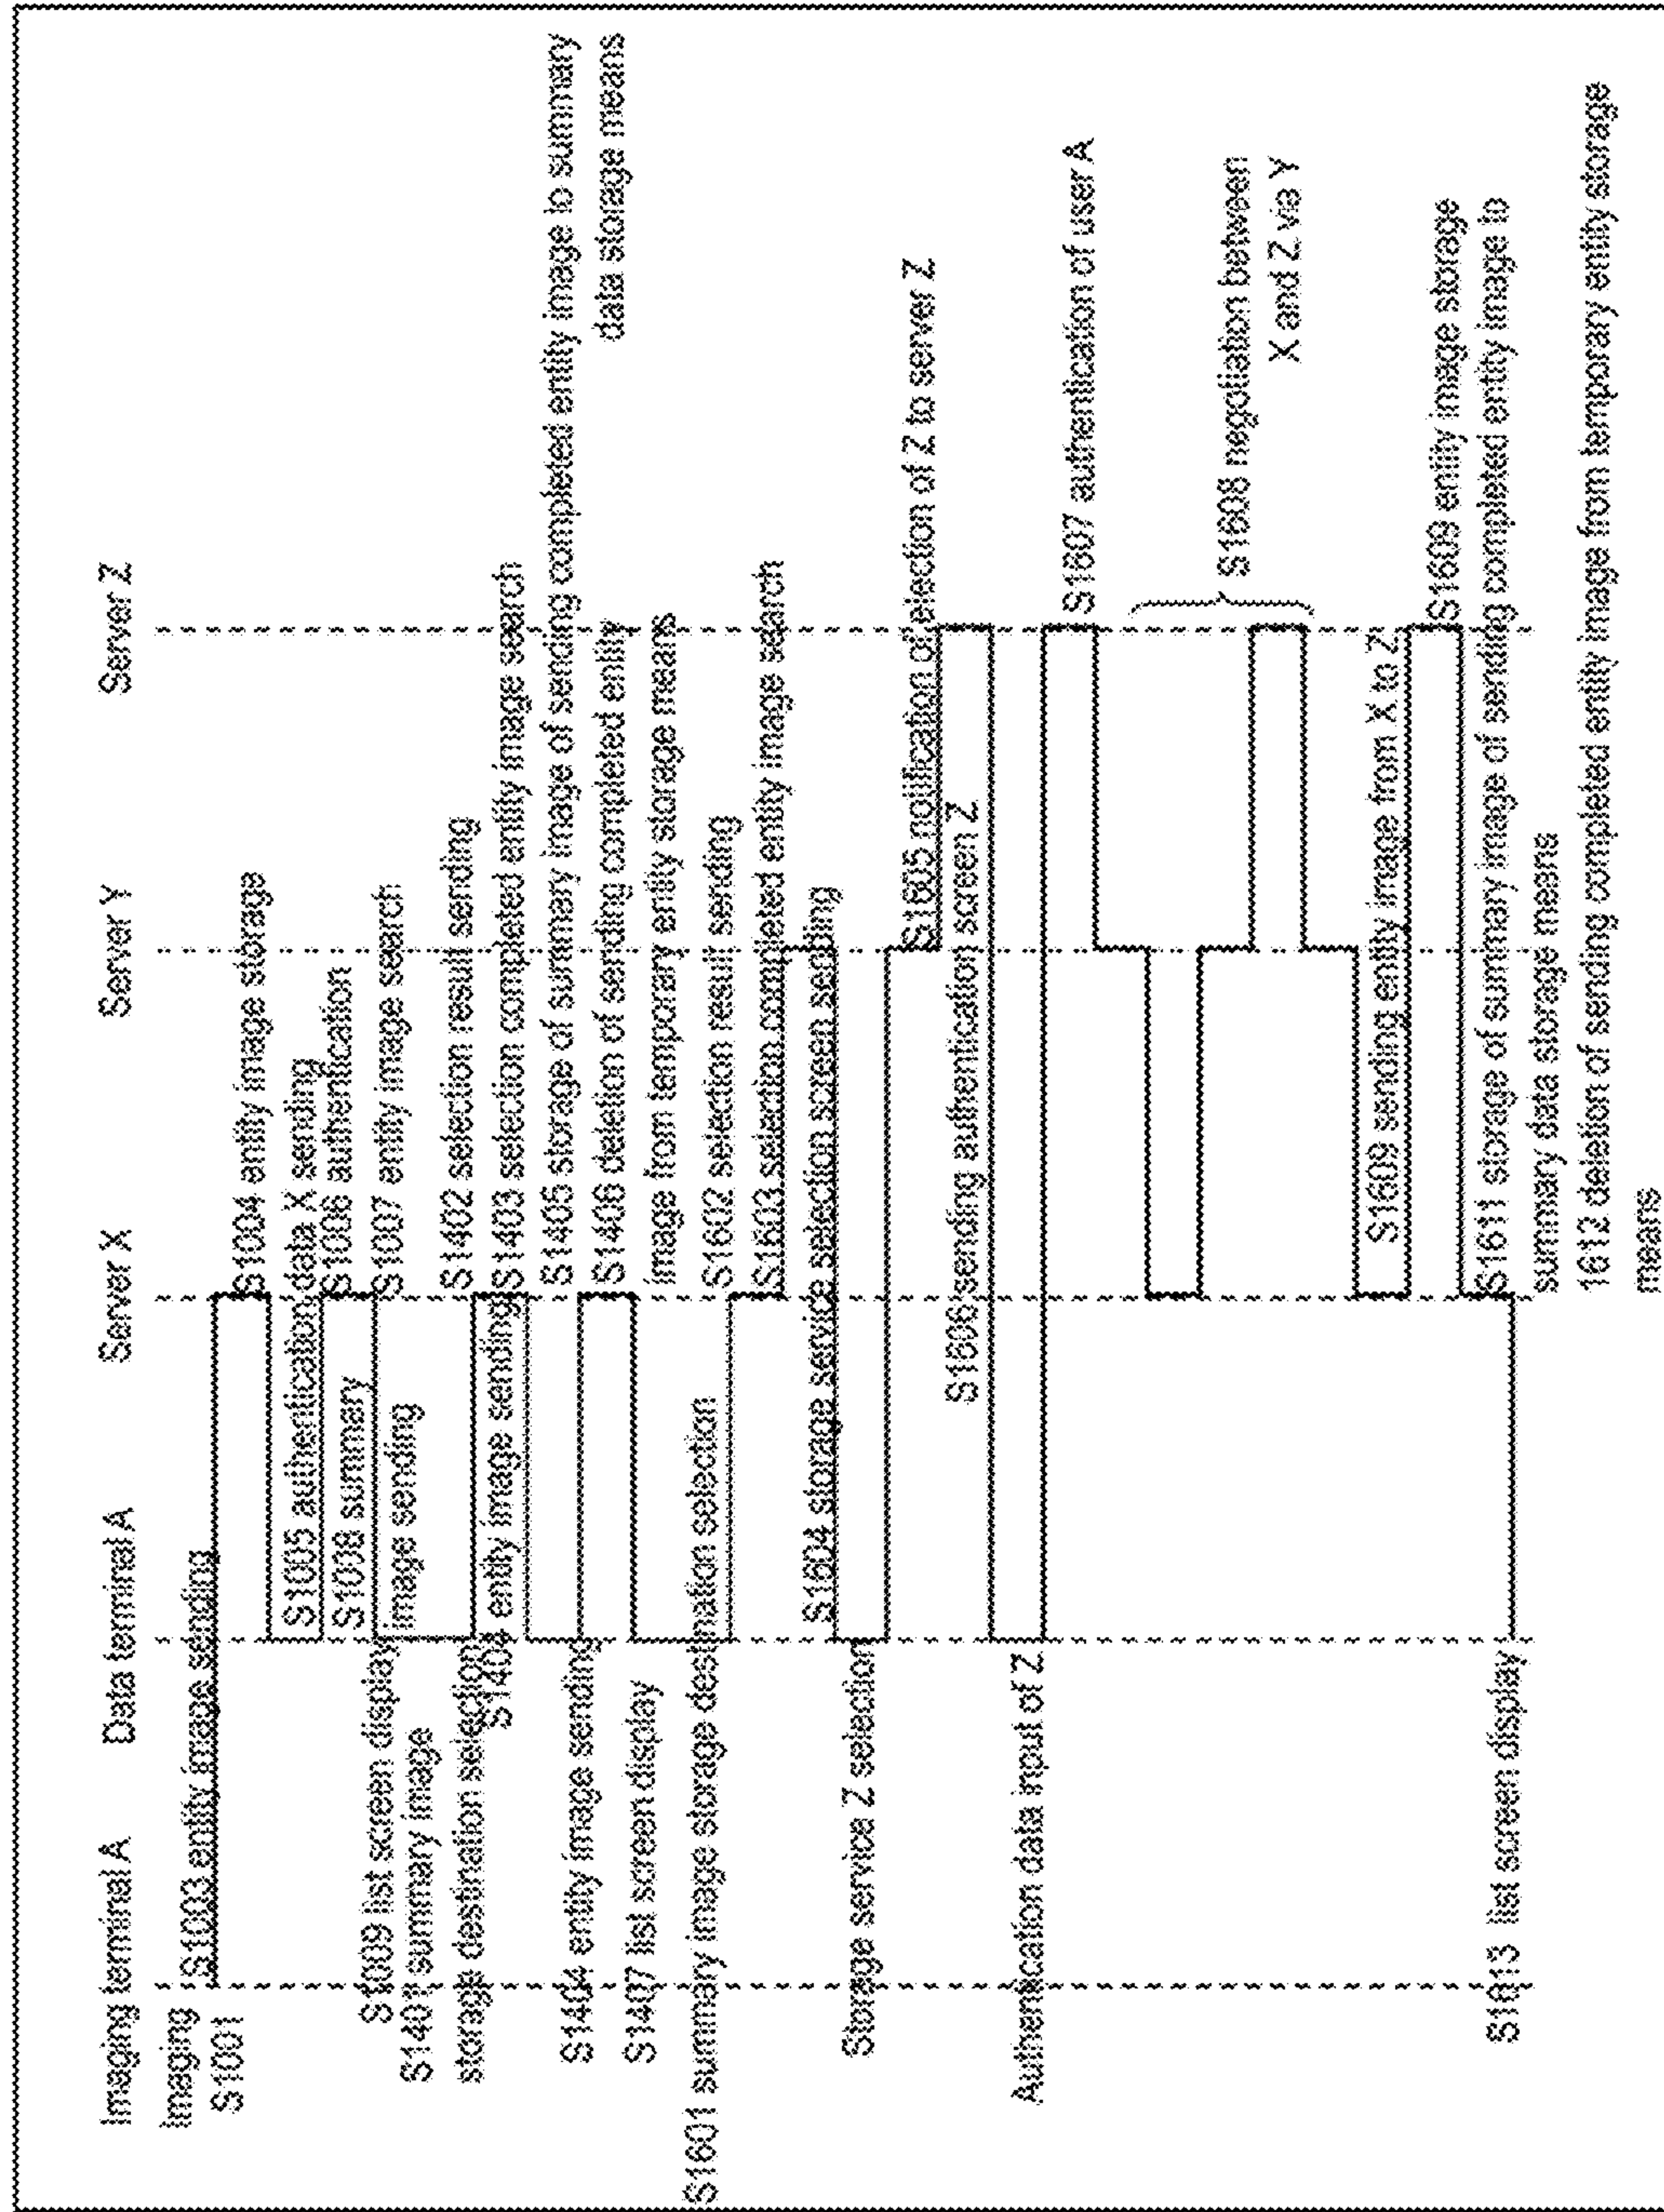 Imaging terminal A
Data terminal A
Server X
Server Y
Server Z
Imaging
S1001
S1003 entity image sending
S1004 entity image storage
S1005 authentication data X sending
S1006 authentication
S1008 summary
image sending
S1007 entity image search
S1009 list screen display
S1401 summary image
storage destination selection
S1402 selection result sending
S1403 selection completed entity image search
S1404 entity image sending
S1405 storage of summary image of sending completed entity image to summary
data storage means
S1404 entity image sending
S1406 deletion of sending completed entity
image from temporary entity storage means
S1407 list screen display
S1601 summary image storage destination selection
S1602 selection result sending
S1603 selection completed entity image search
S1604 storage service selection screen sending
Storage service Z selection
S1605 notification of election of Z to server Z
S1606 sending authentication screen Z
Authentication data input of Z
S1607 authentication of user A
S1608 negotiation between
X and Z via Y
S1609 sending entity image from X to Z
S1609 entity image storage
S1611 storage of summary image of sending completed entity image to
summary data storage means
S1613 list screen display
1612 deletion of sending completed entity image from temporary entity storage
means